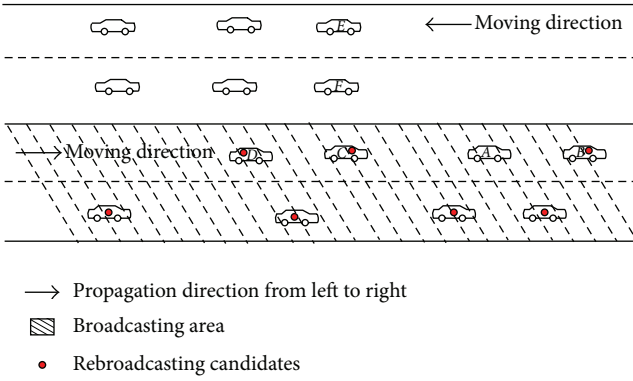 E
Moving direction
F
Moving direction
D
C
A
B
Propagation direction from left to right
Broadcasting area
Rebroadcasting candidates